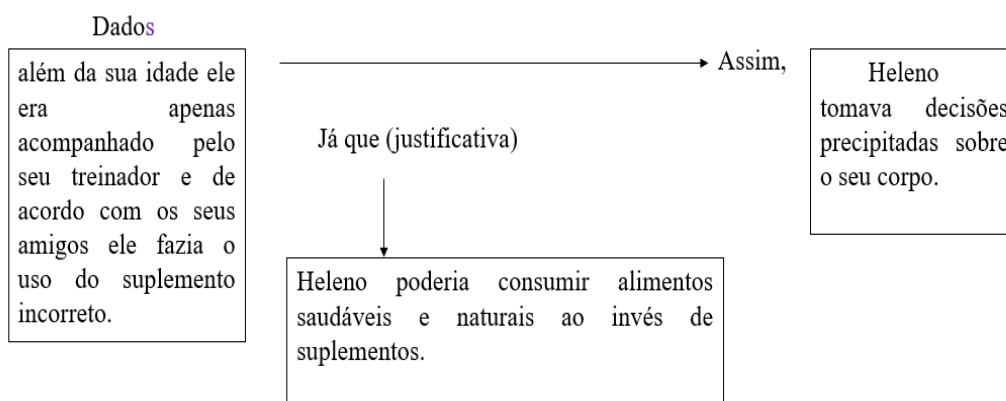 Dados
além da sua idade ele
era apenas
acompanhado pelo
seu treinador e de
acordo com os seus
amigos ele fazia o
uso do suplemento
incorreto.
Assim,
Já que (justificativa)
Heleno
tomava decisões
precipitadas sobre
o seu corpo.
Heleno poderia consumir alimentos
saudáveis e naturais ao invés de
suplementos.